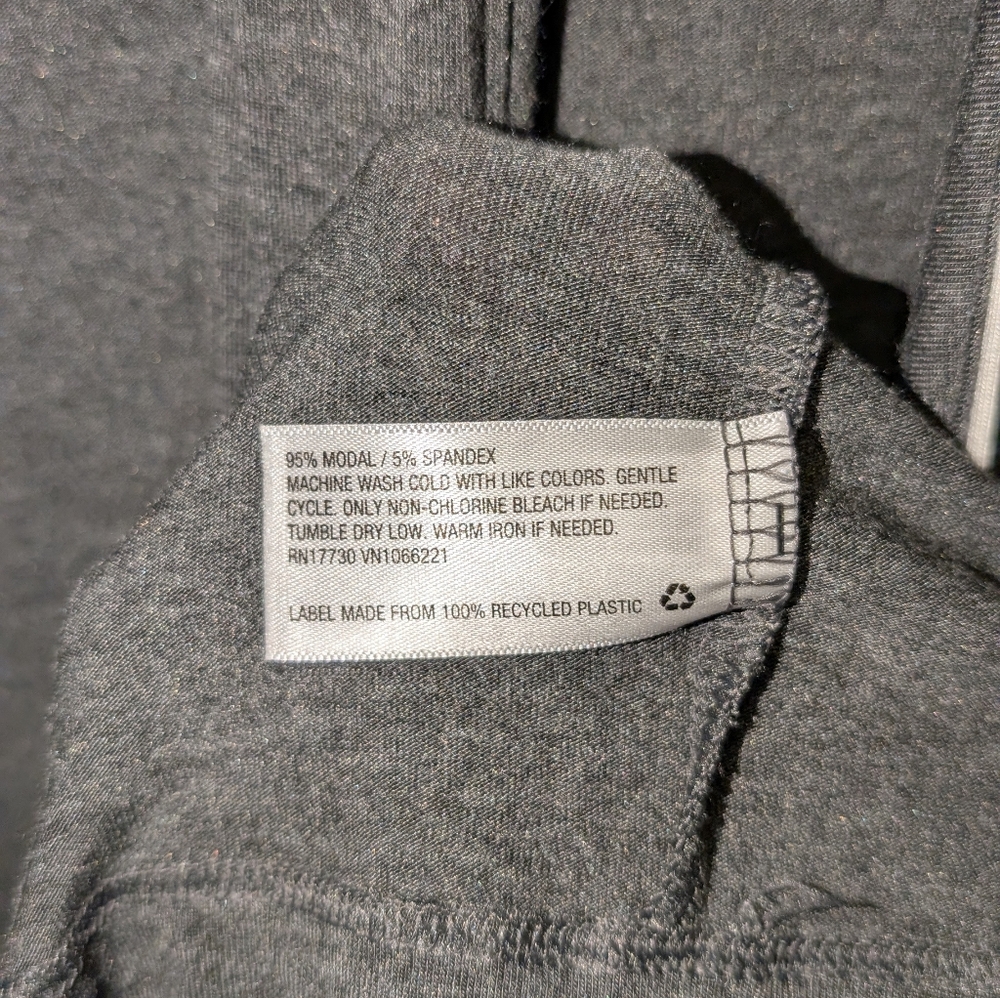 95% MODAL / 5% SPANDEX
MACHINE WASH COLD WITH LIKE COLORS. GENTLE
CYCLE. ONLY NON-CHLORINE BLEACH IF NEEDED.
TUMBLE DRY LOW. WARM IRON IF NEEDED.
RN17730 VN1066221
LABEL MADE FROM 100% RECYCLED PLASTIC